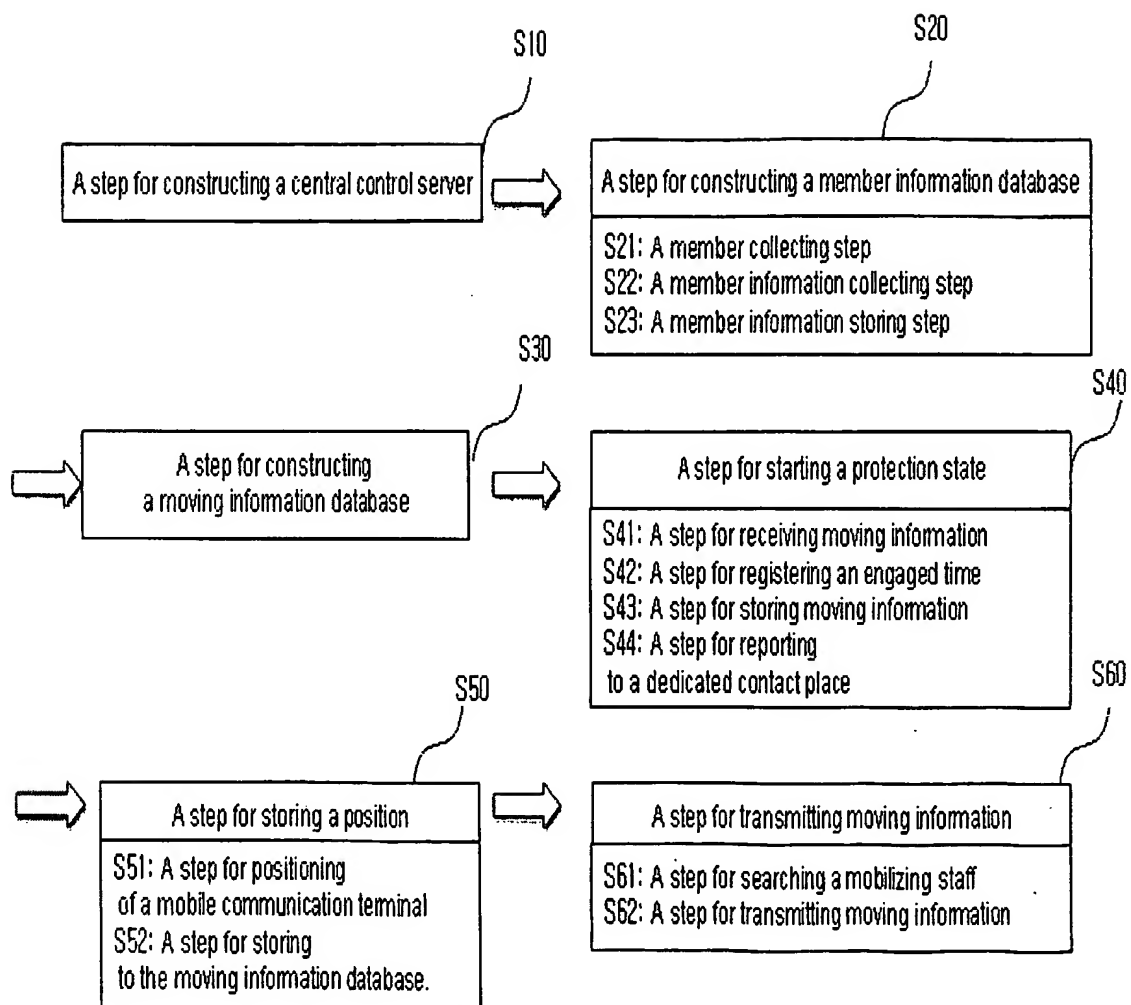 S10
S20
A step for constructing a central control server
A step for constructing a member information database
S21: A member collecting step
S22: A member information collecting step
S23: A member information storing step
S30
S40
A step for constructing
a moving information database
A step for starting a protection state
S41: A step for receiving moving information
S42: A step for registering an engaged time
S43: A step for storing moving information
S44: A step for reporting
to a dedicated contact place
S50
S60
A step for storing a position
S51: A step for positioning
of a mobile communication terminal
S52: A step for storing
to the moving information database.
A step for transmitting moving information
S61: A step for searching a mobilizing staff
S62: A step for transmitting moving information